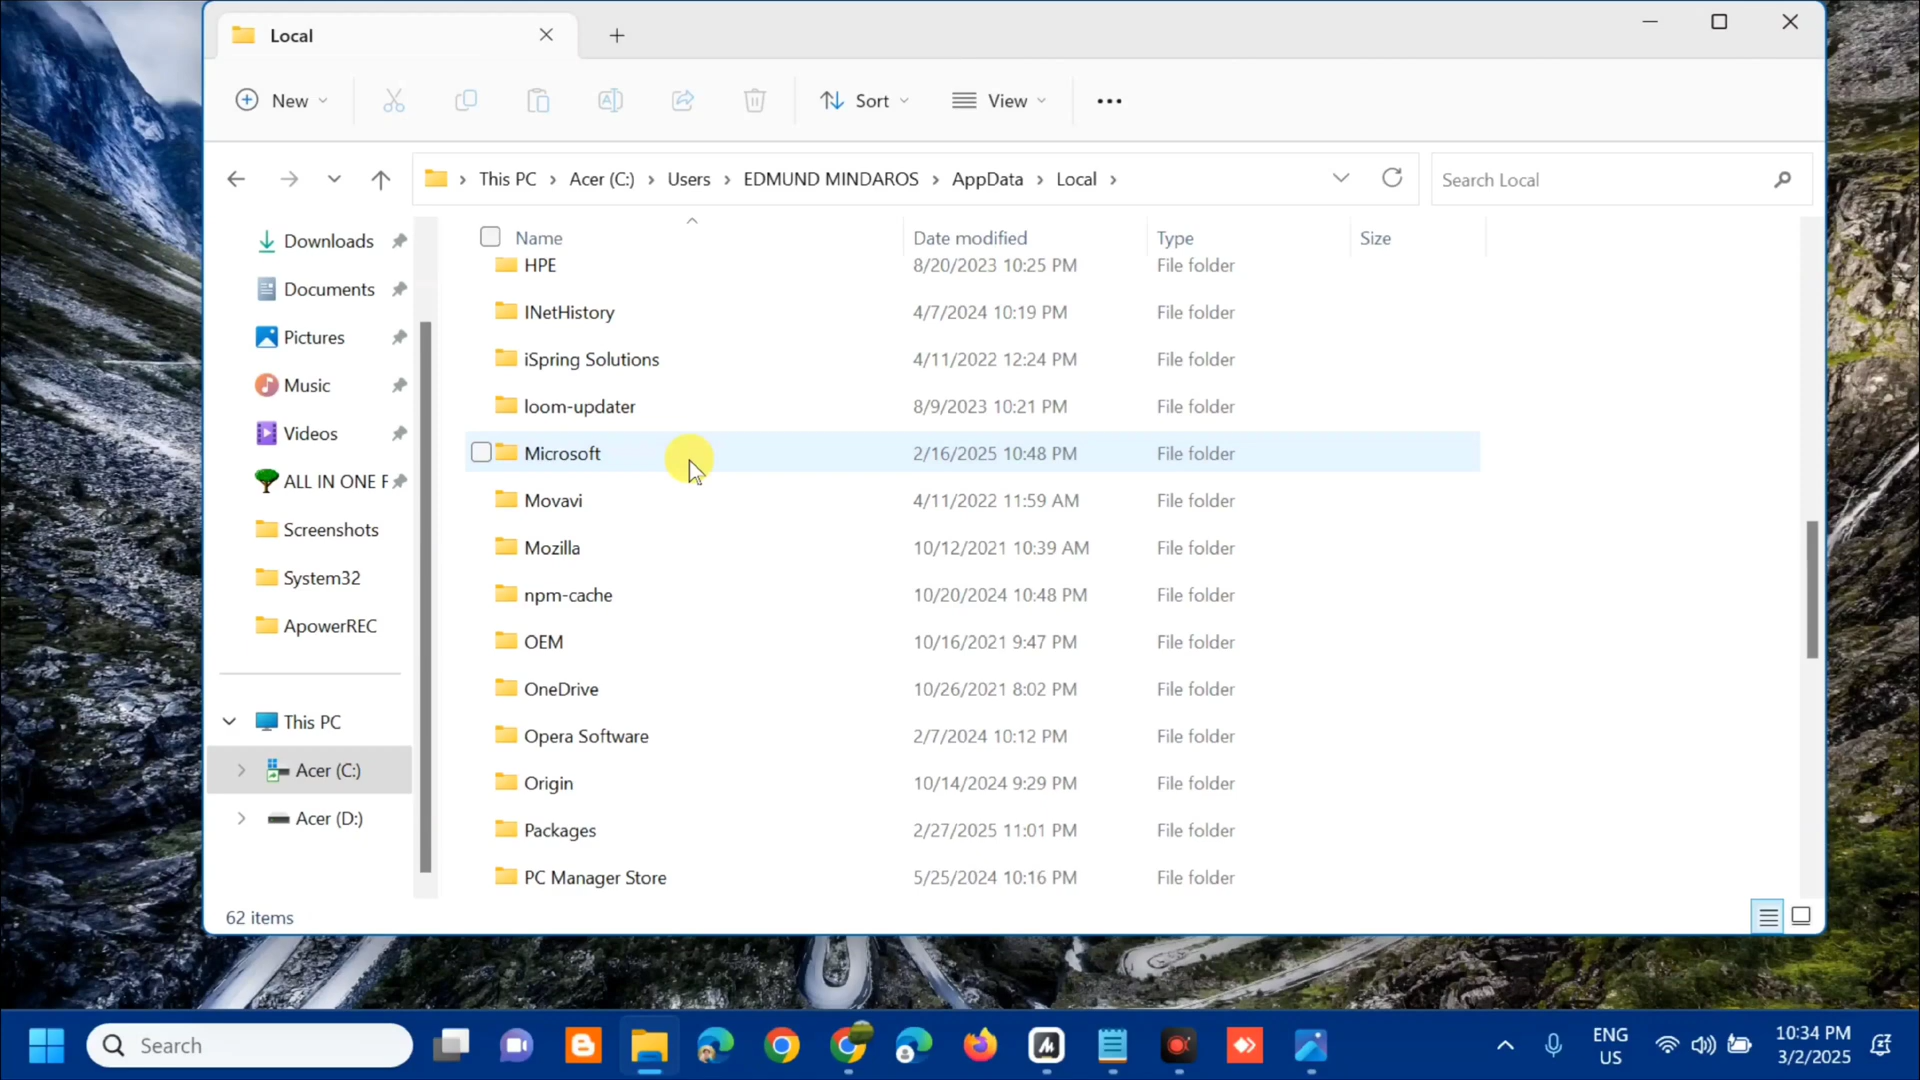 Local
New
Sort
View
This PC
Acer (C:)
Users
EDMUND MINDAROS
AppData
Local
Search Local
Name
Date modified
Type
Size
Downloads
Documents
Pictures
Music
Videos
ALL IN ONE F
Screenshots
System32
ApowerREC
This PC
Acer (C:)
Acer (D:)
HPE 8/20/2023 10:25 PM File folder
INetHistory 4/7/2024 10:19 PM File folder
iSpring Solutions 4/11/2022 12:24 PM File folder
loom-updater 8/9/2023 10:21 PM File folder
Microsoft 2/16/2025 10:48 PM File folder
Movavi 4/11/2022 11:59 AM File folder
Mozilla 10/12/2021 10:39 AM File folder
npm-cache 10/20/2024 10:48 PM File folder
OEM 10/16/2021 9:47 PM File folder
OneDrive 10/26/2021 8:02 PM File folder
Opera Software 2/7/2024 10:12 PM File folder
Origin 10/14/2024 9:29 PM File folder
Packages 2/27/2025 11:01 PM File folder
PC Manager Store 5/25/2024 10:16 PM File folder
62 items
Search
ENG
US
10:34 PM
3/2/2025